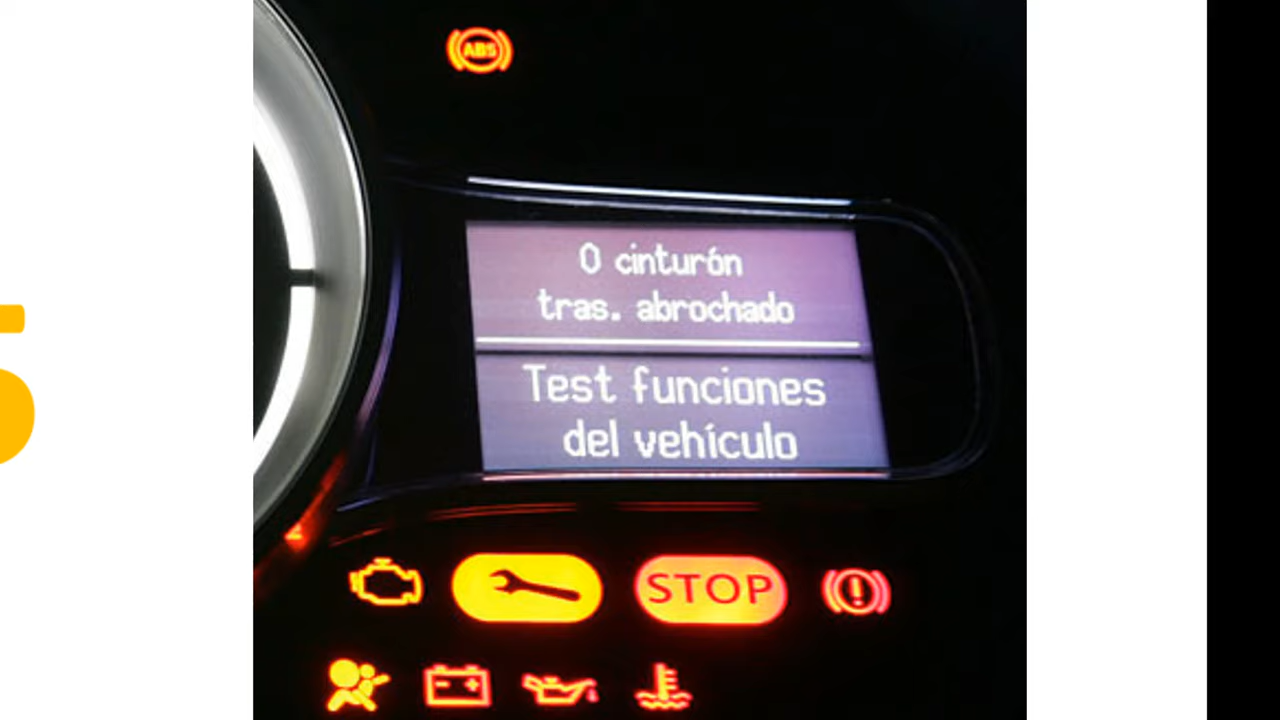 ABS
0 cinturón
tras. abrochado
Test funciones
del vehículo
STOP